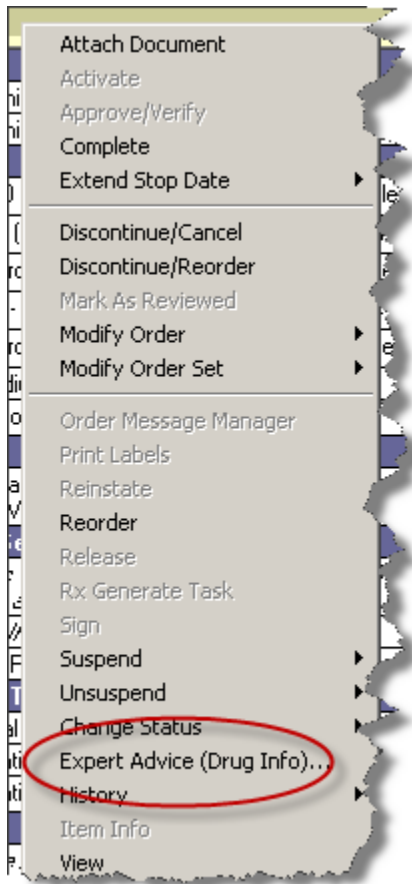 Attach Document
Activate
Approve/Verify
Complete
Extend Stop Date
Discontinue/Cancel
Discontinue/Reorder
Mark As Reviewed
Modify Order
Modify Order Set
Order Message Manager
Print Labels
Reinstate
Reorder
Release
Rx Generate Task
Sign
Suspend
Unsuspend
Change Status
Expert Advice (Drug Info)...
History
Item Info
View